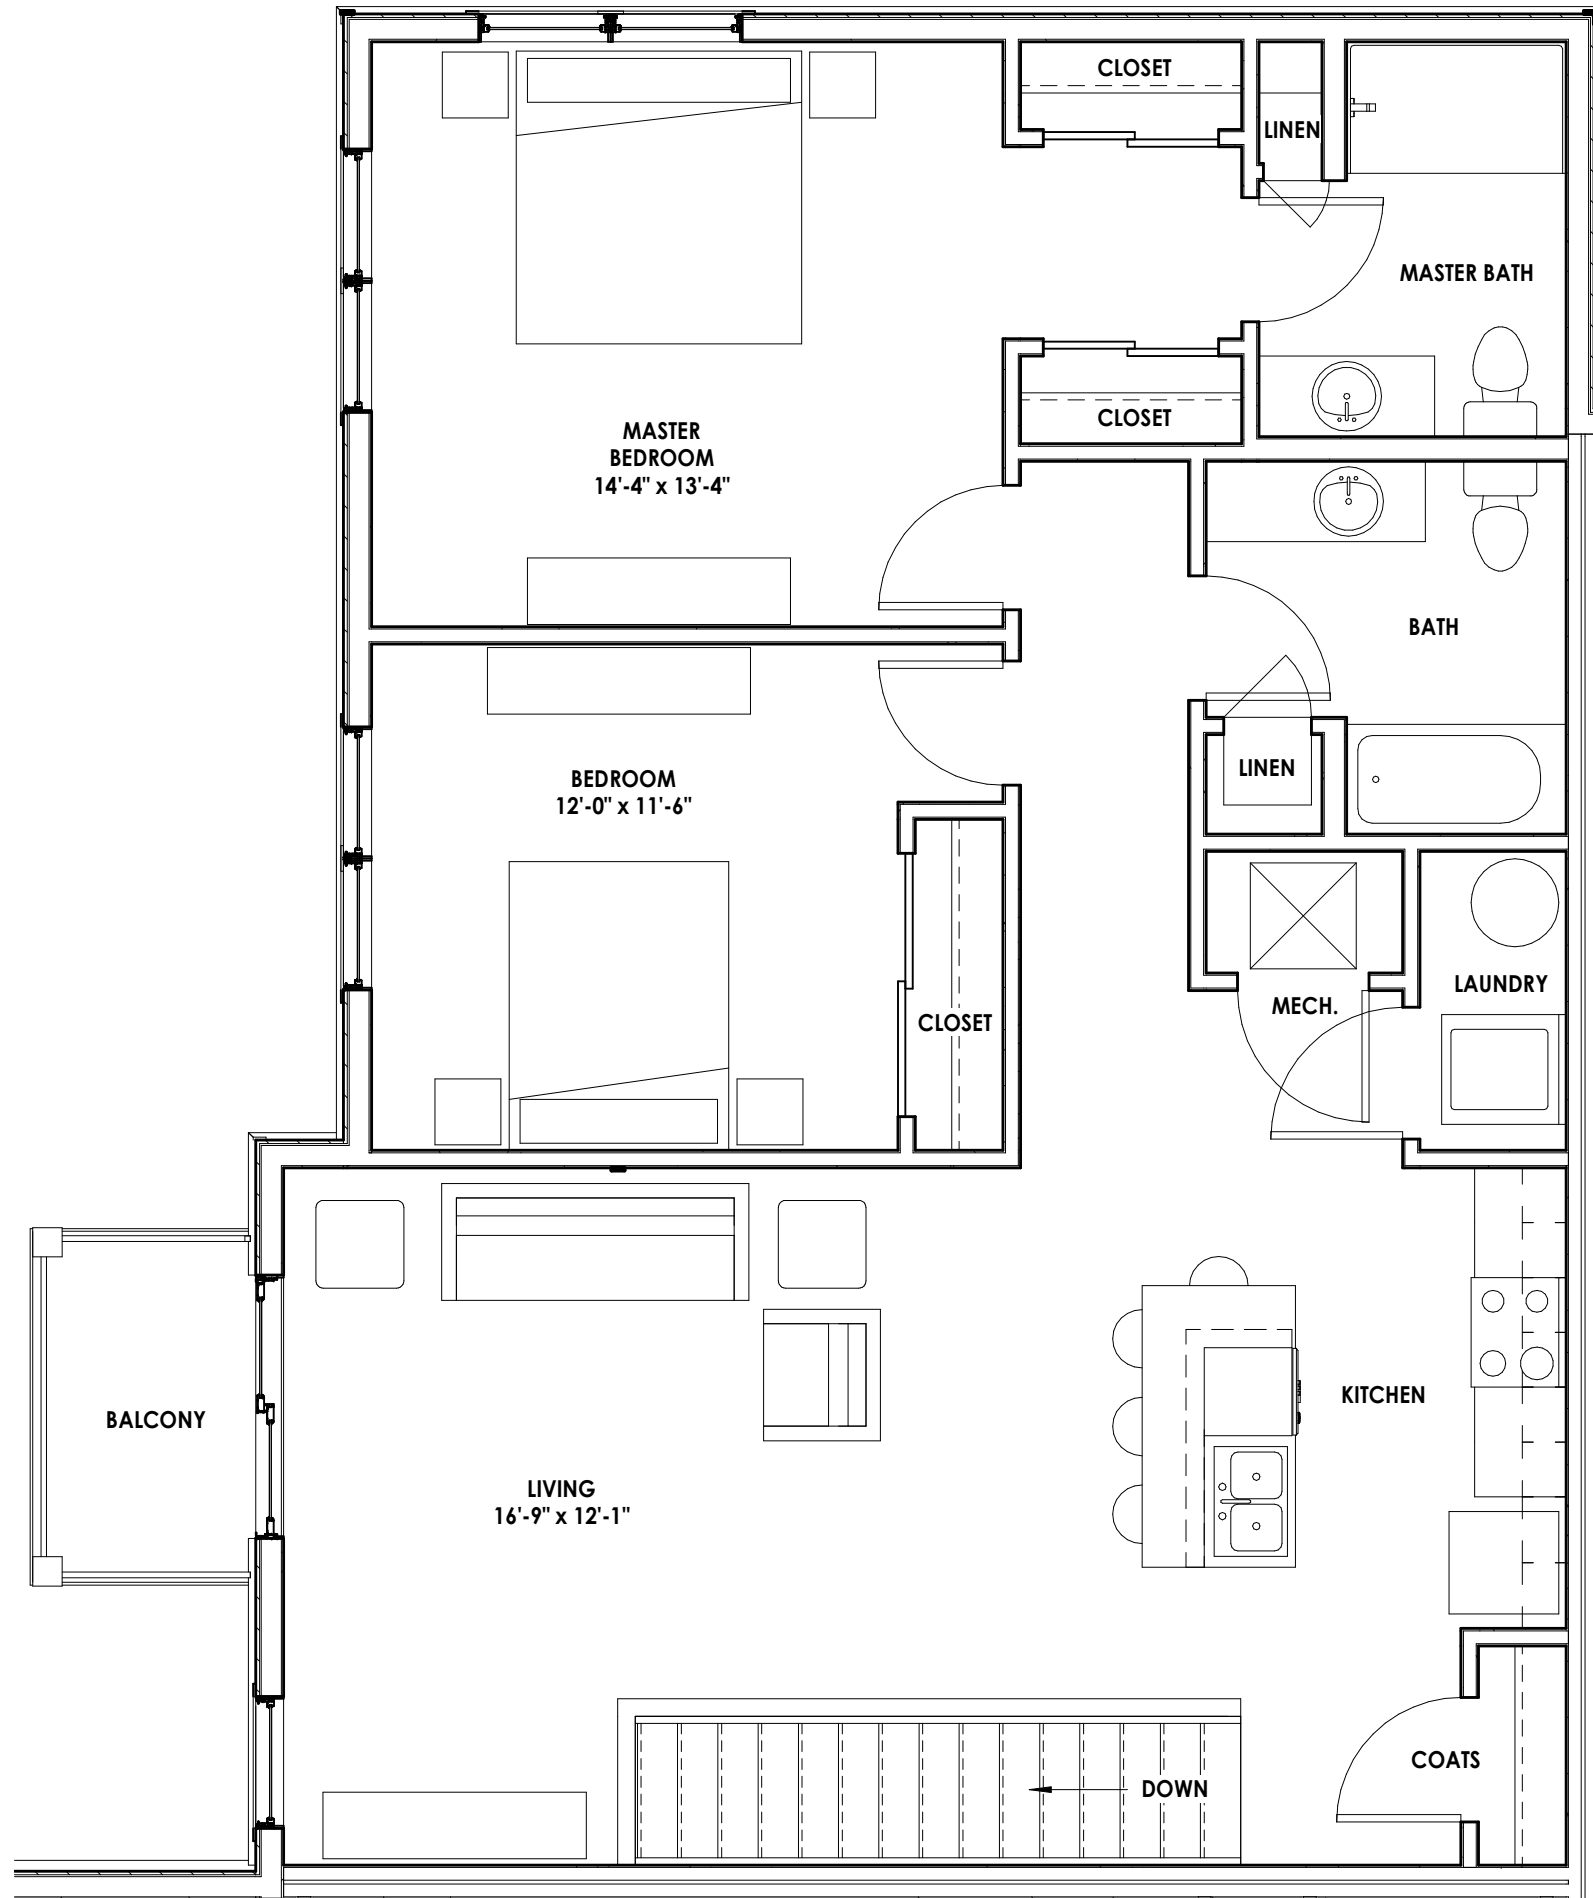 CLOSET
LINEN
MASTER BATH
CLOSET
MASTER
BEDROOM
14'-4" x 13'-4"
BATH
LINEN
BEDROOM
12'-0" x 11'-6"
LAUNDRY
MECH.
CLOSET
KITCHEN
BALCONY
LIVING
16'-9" x 12'-1"
COATS
DOWN